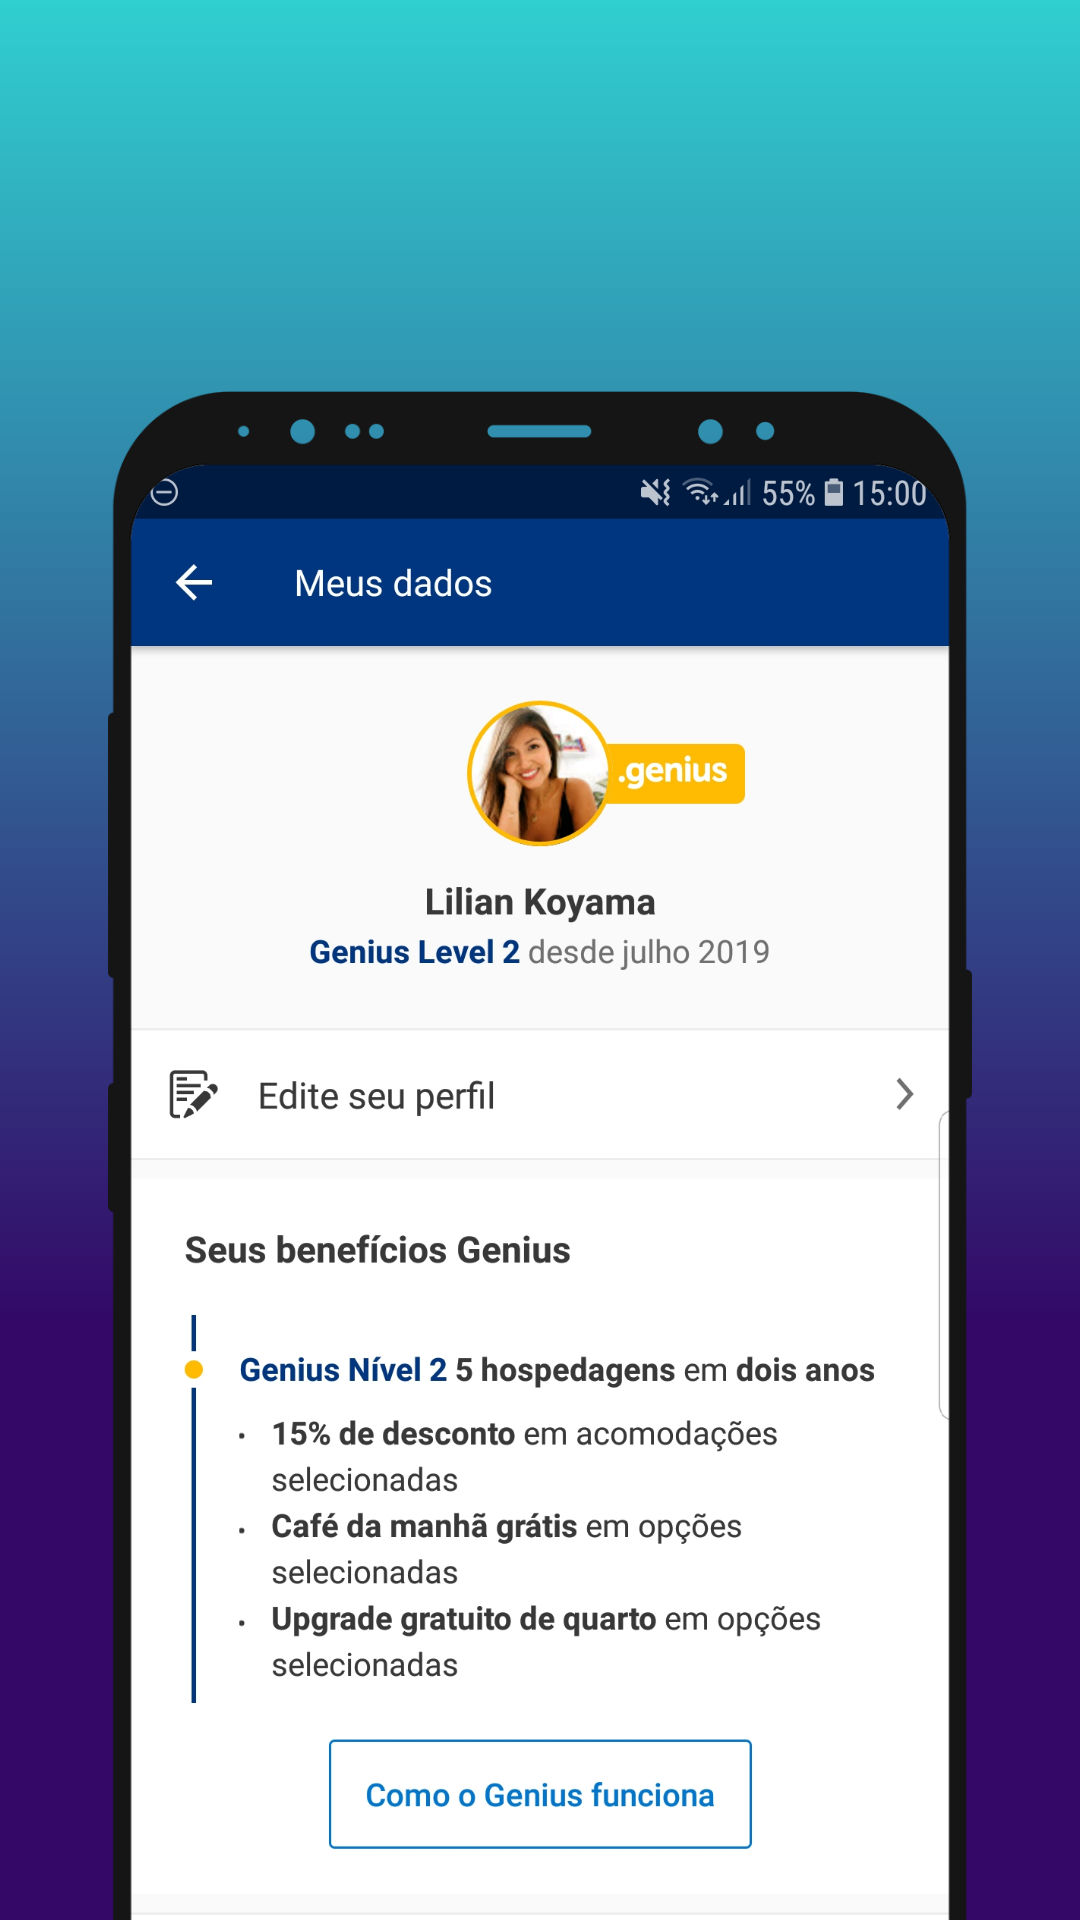 55% 15:00
Meus dados
.genius
Lilian Koyama
Genius Level 2 desde julho 2019
Edite seu perfil
Seus benefícios Genius
Genius Nível 2 5 hospedagens em dois anos
• 15% de desconto em acomodações
selecionadas
• Café da manhã grátis em opções
selecionadas
• Upgrade gratuito de quarto em opções
selecionadas
Como o Genius funciona